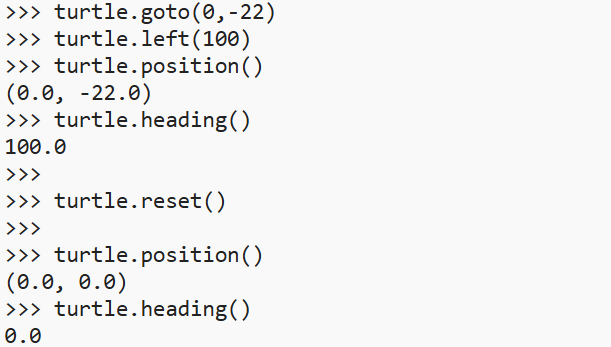 >>> turtle.goto(0,-22)
>>> turtle.left(100)
>>> turtle.position()
(0.0, -22.0)
>>> turtle.heading()
100.0
>>>
>>> turtle.reset()
>>>
>>> turtle.position()
(0.0, 0.0)
>>> turtle.heading()
0.0